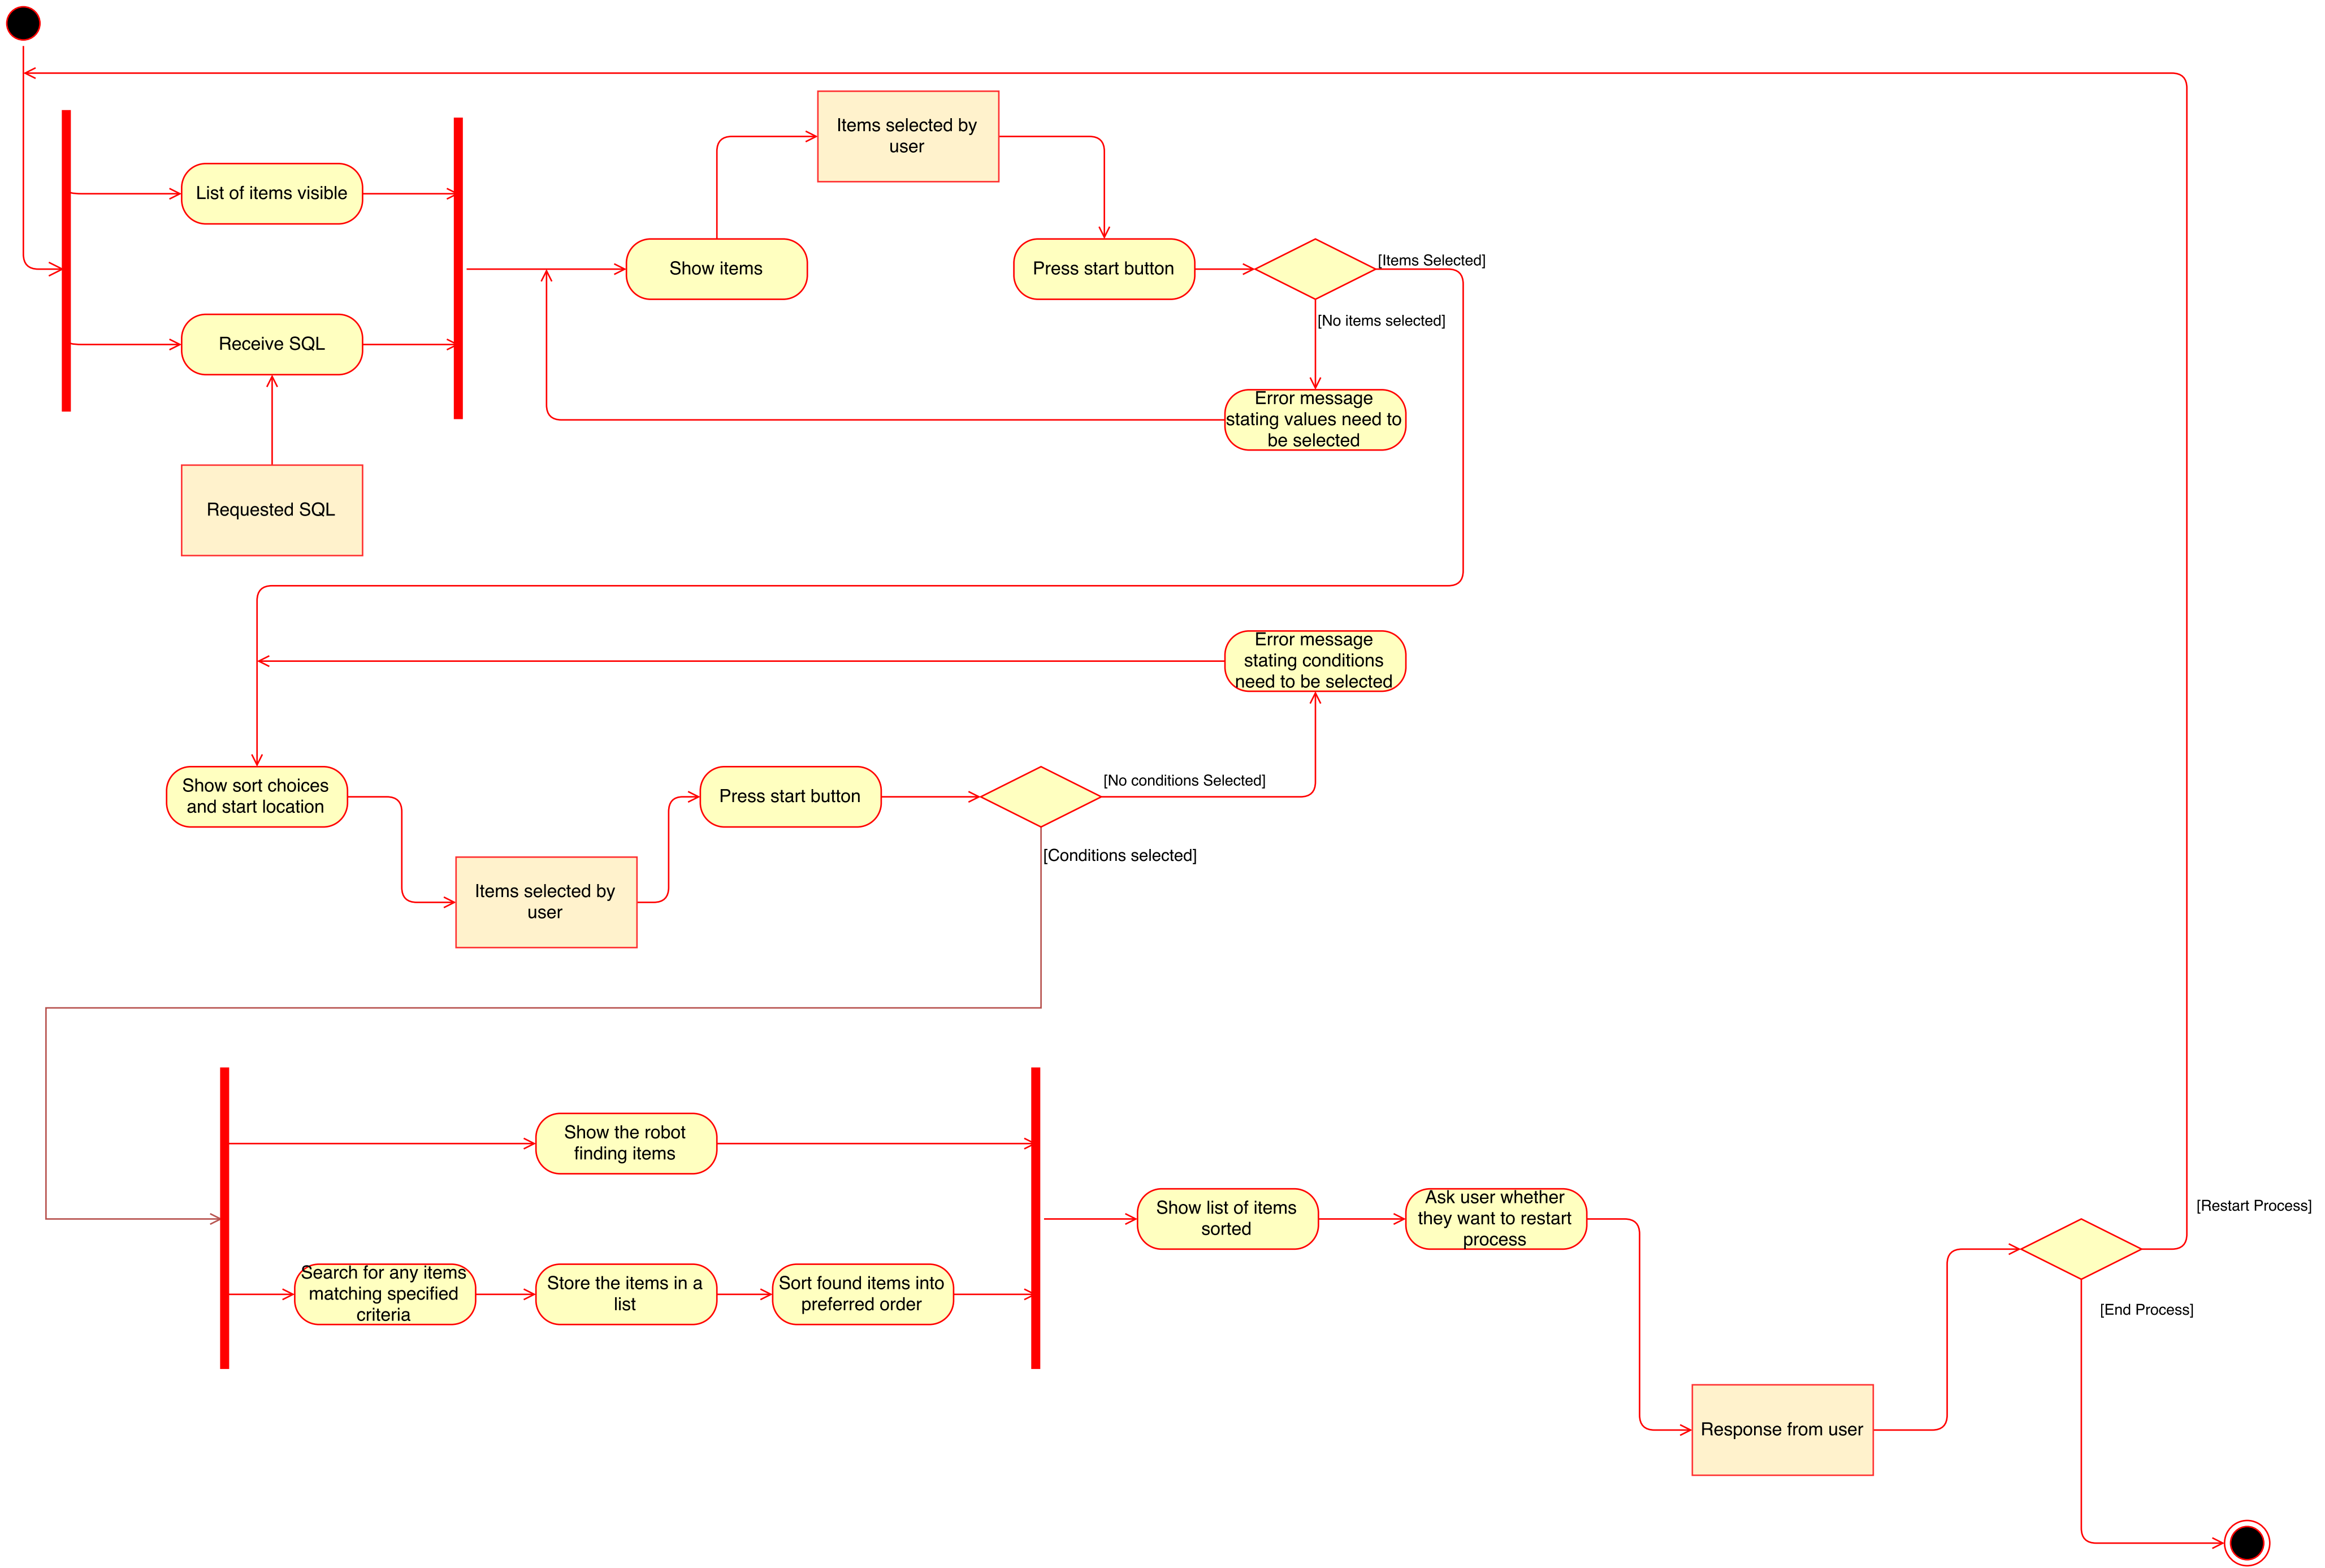 Items selected by
user
List of items visible
Show items
Press start button
[Items Selected]
[No items selected]
Receive SQL
Error message
stating values need to
be selected
Requested SQL
Error message
stating conditions
need to be selected
Show sort choices
and start location
Press start button
[No conditions Selected]
[Conditions selected]
Items selected by
user
Show the robot
finding items
Show list of items
sorted
Ask user whether
they want to restart
process
[Restart Process]
Search for any items
matching specified
criteria
Store the items in a
list
Sort found items into
preferred order
[End Process]
Response from user